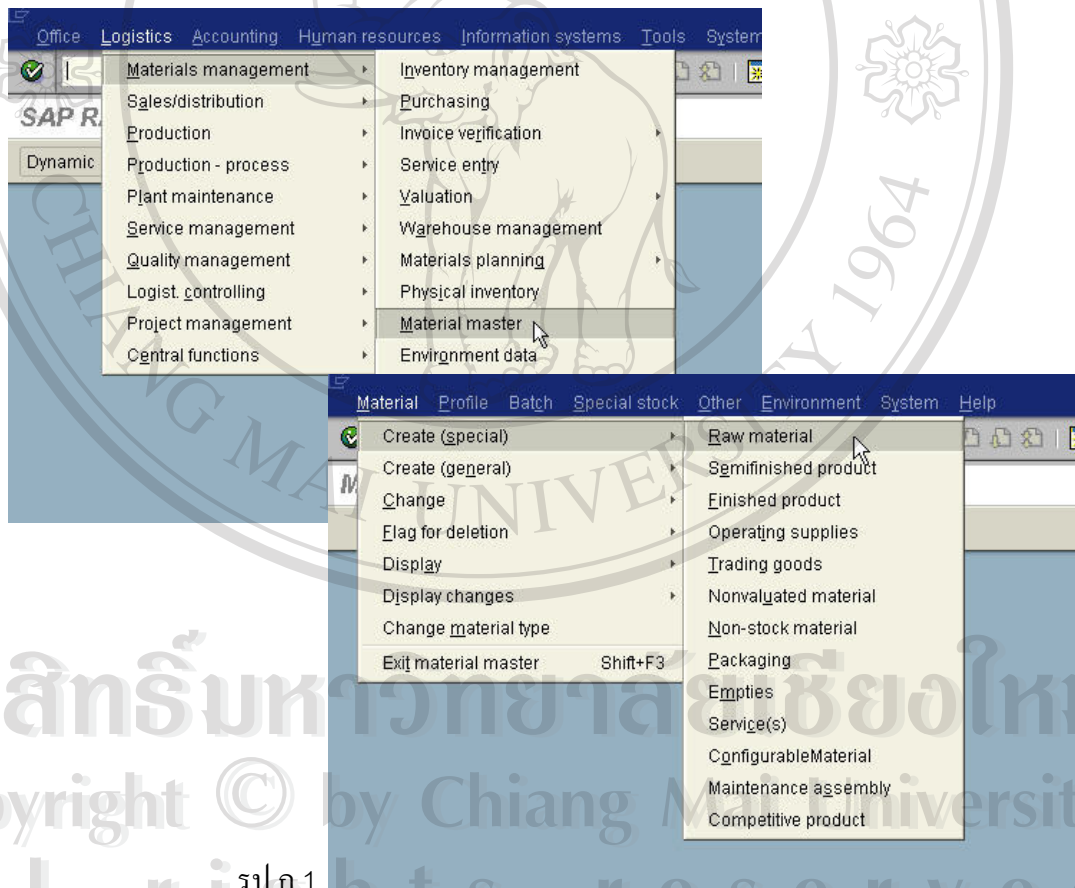 Office Logistics Accounting Human resources Information systems Tools System
Materials management
Sales/distribution
Production
Production - process
Plant maintenance
Service management
Quality management
Logist. controlling
Project management
Central functions
Inventory management
Purchasing
Invoice verification
Service entry
Valuation
Warehouse management
Materials planning
Physical inventory
Material master
Environment data
SAP R
Dynamic
Material Profile Batch Special stock Other Environment System Help
Create (special)
Create (general)
Change
Flag for deletion
Display
Display changes
Change material type
Exit material master Shift+F3
Raw material
Semifinished product
Finished product
Operating supplies
Trading goods
Nonvaluated material
Non-stock material
Packaging
Empties
Service(s)
ConfigurableMaterial
Maintenance assembly
Competitive product
CHIANG MAI UNIVERSITY 1964
สิทธิ์มหาวิทยาลัยเชียงให
pyright © by Chiang Mai Universit
รูป ก.1